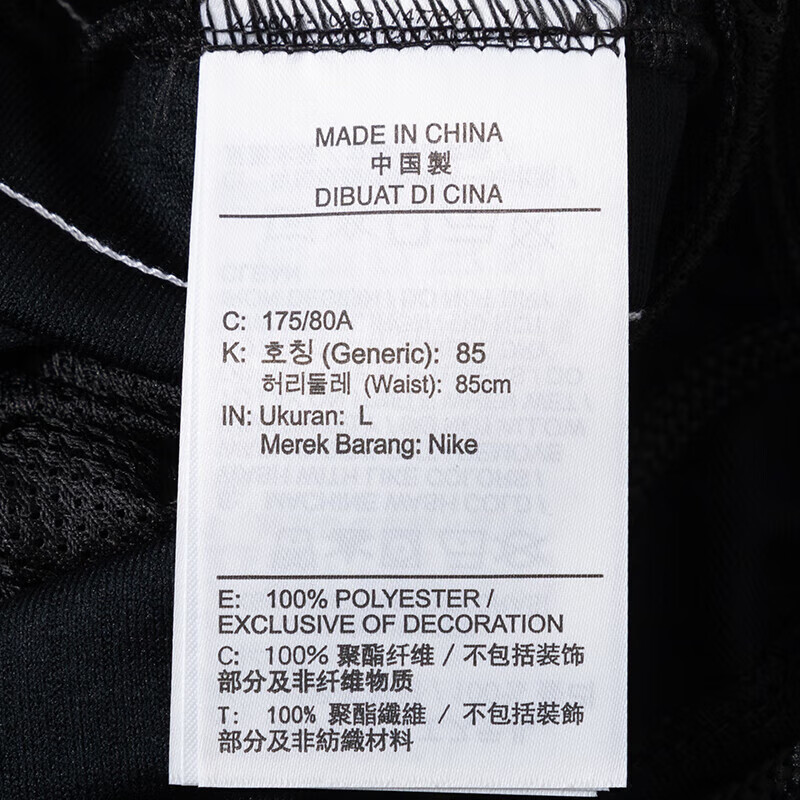 MADE IN CHINA
中国製
DIBUAT DI CINA
C: 175/80A
K: 호칭 (Generic): 85
허리둘레 (Waist): 85cm
IN: Ukuran: L
Merek Barang: Nike
E: 100% POLYESTER /
EXCLUSIVE OF DECORATION
C: 100% 聚酯纤维 / 不包括装饰
部分及非纤维物质
T: 100% 聚酯纖維 / 不包括裝飾
部分及非紡織材料